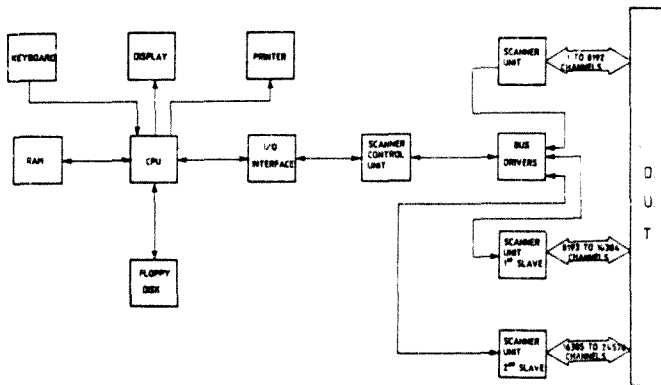 KEYBOARD
DISPLAY
PRINTER
SCANNER
UNIT
1 TO 8192
CHANNELS
RAM
CPU
I/O
INTERFACE
SCANNER
CONTROL
UNIT
BUS
DRIVERS
D.
U.
T
SCANNER
UNIT
1ST SLAVE
8193 TO 16384
CHANNELS
FLOPPY
DISK
SCANNER
UNIT
2ND SLAVE
16385 TO 24576
CHANNELS